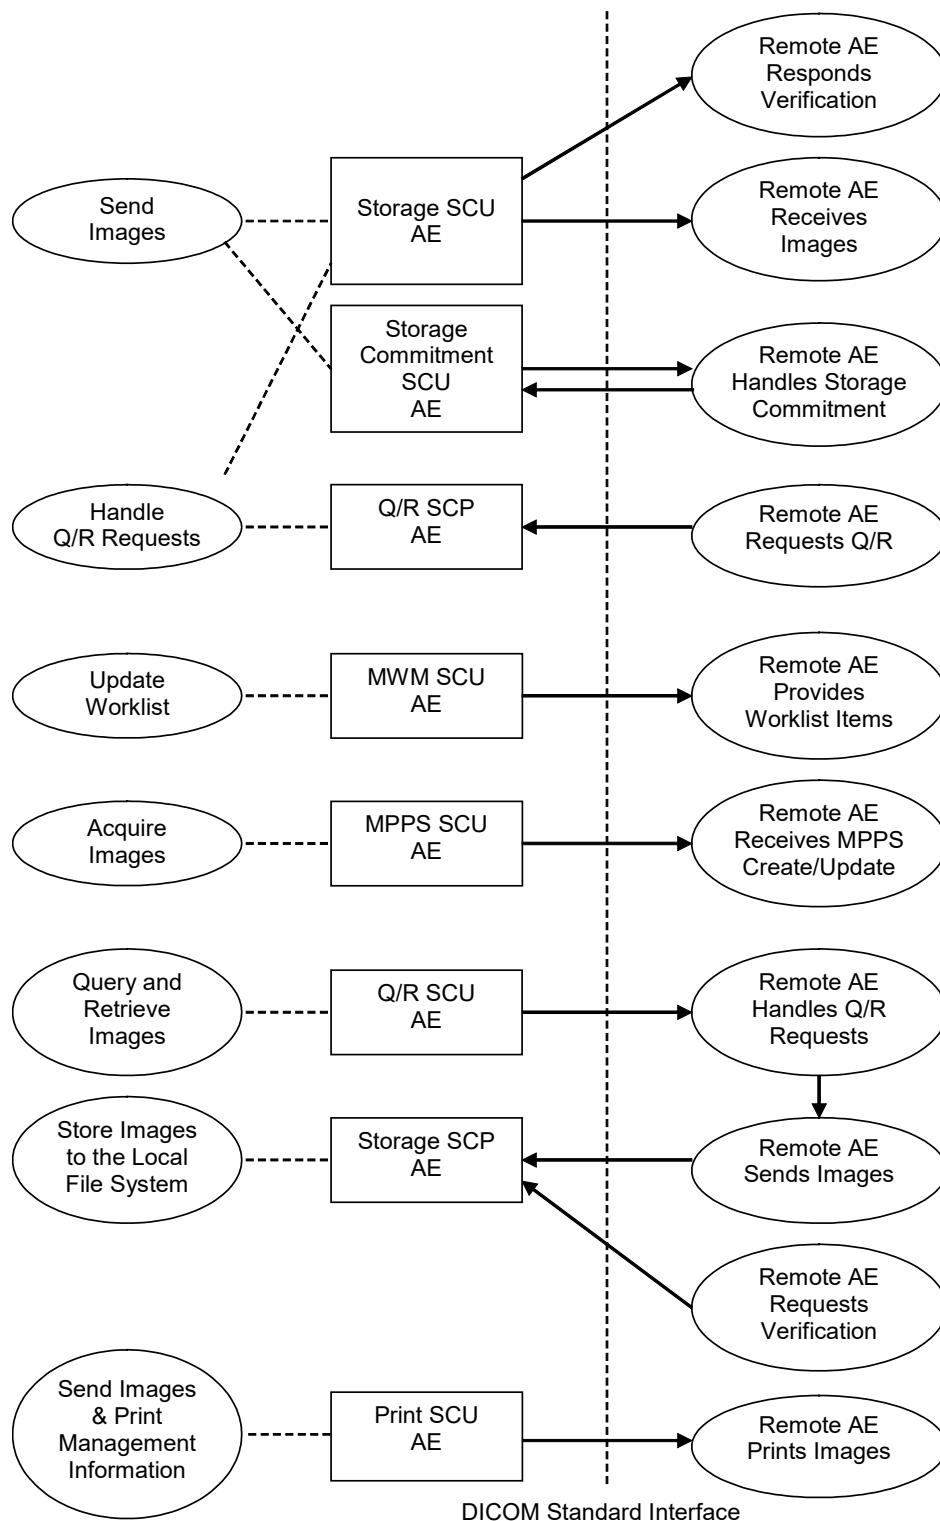 Remote AE
Responds
Verification
Send
Images
Storage SCU
AE
Remote AE
Receives
Images
Storage
Commitment
SCU
AE
Remote AE
Handles Storage
Commitment
Handle
Q/R Requests
Q/R SCP
AE
Remote AE
Requests Q/R
Update
Worklist
MWM SCU
AE
Remote AE
Provides
Worklist Items
Acquire
Images
MPPS SCU
AE
Remote AE
Receives MPPS
Create/Update
Query and
Retrieve
Images
Q/R SCU
AE
Remote AE
Handles Q/R
Requests
Store Images
to the Local
File System
Storage SCP
AE
Remote AE
Sends Images
Remote AE
Requests
Verification
Send Images
& Print
Management
Information
Print SCU
AE
Remote AE
Prints Images
DICOM Standard Interface